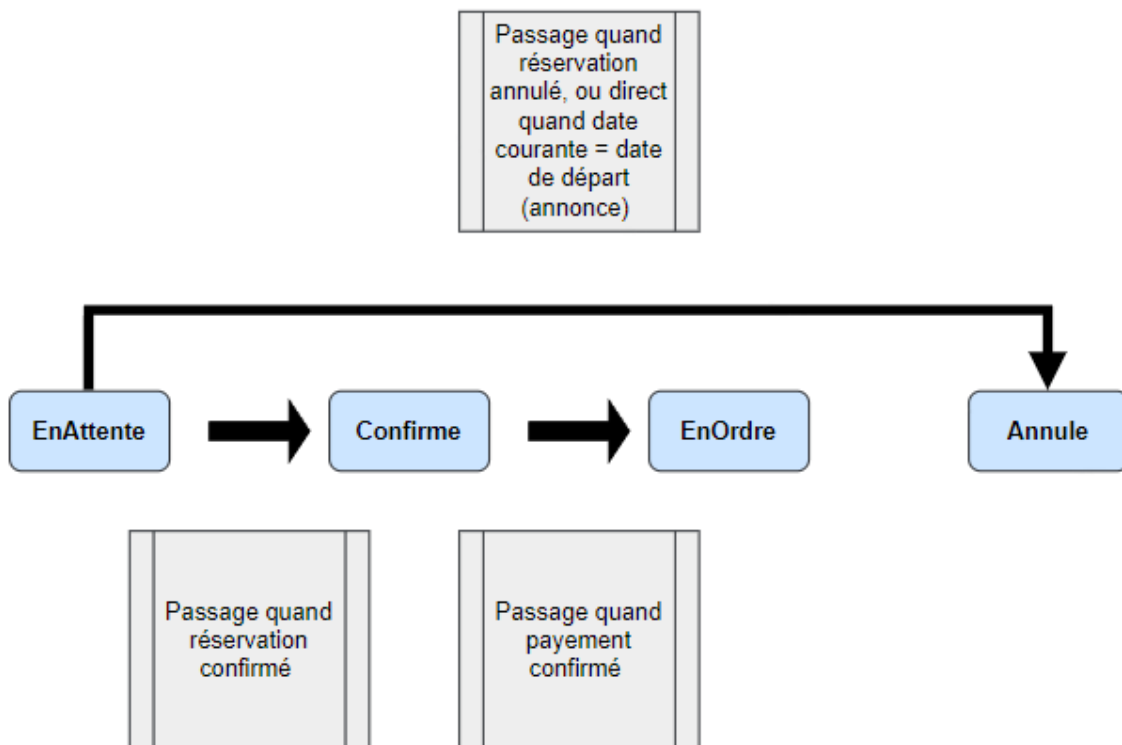 Passage quand
réservation
annulé, ou direct
quand date
courante = date
de départ
(annonce)
EnAttente
Confirme
EnOrdre
Annule
Passage quand
réservation
confirmé
Passage quand
payement
confirmé